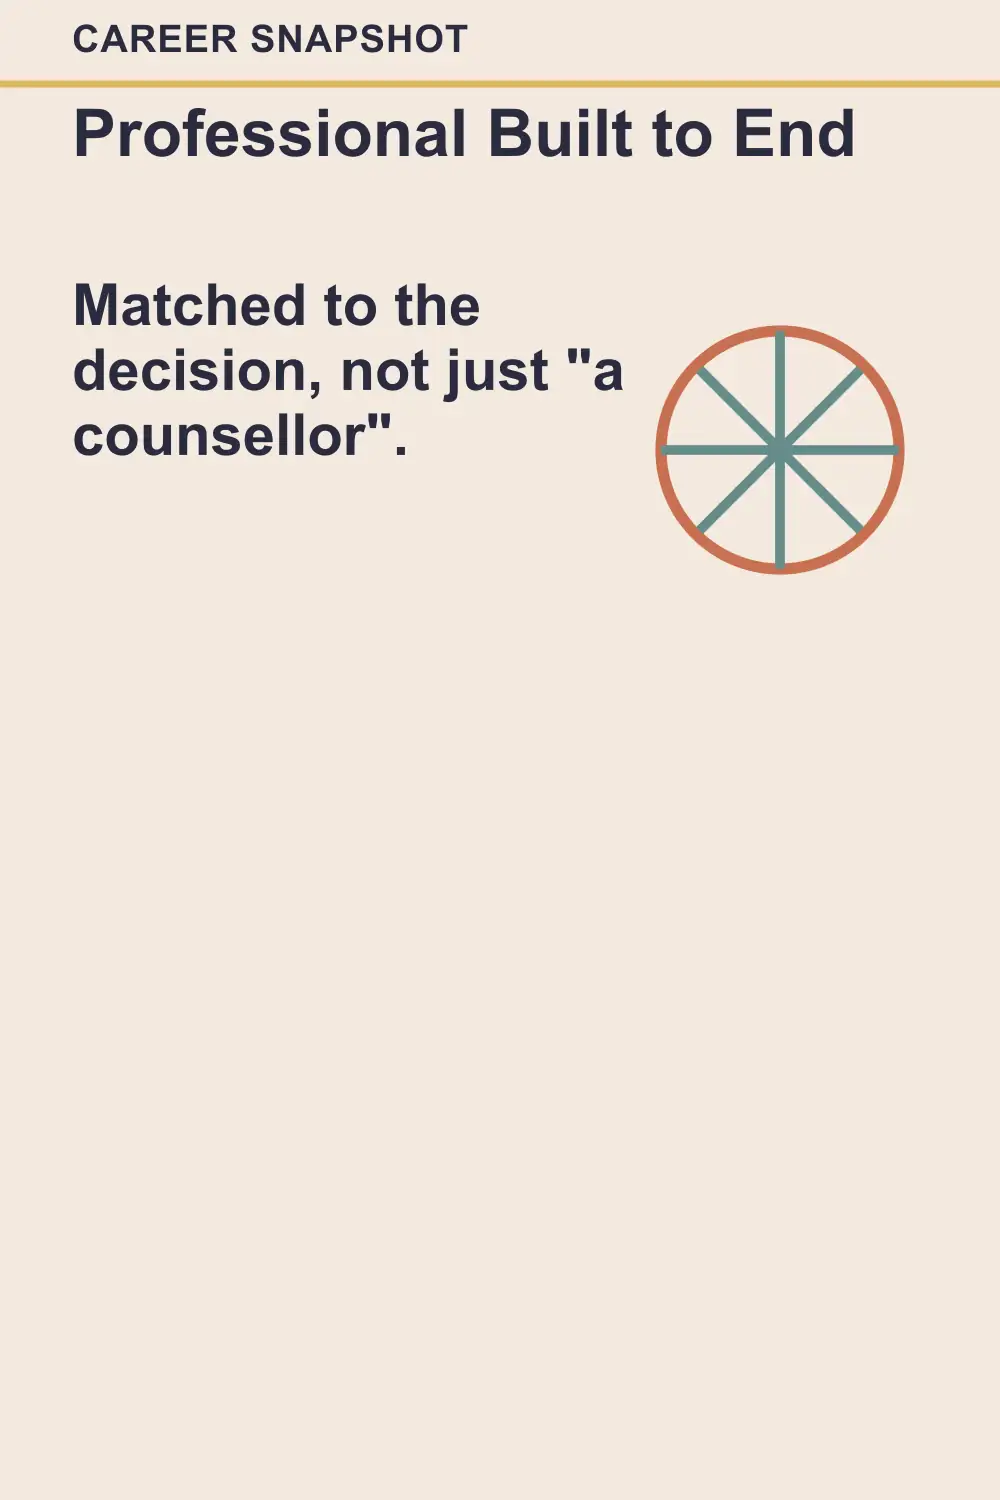 CAREER SNAPSHOT
Professional Built to End
Matched to the
decision, not just "a
counsellor".